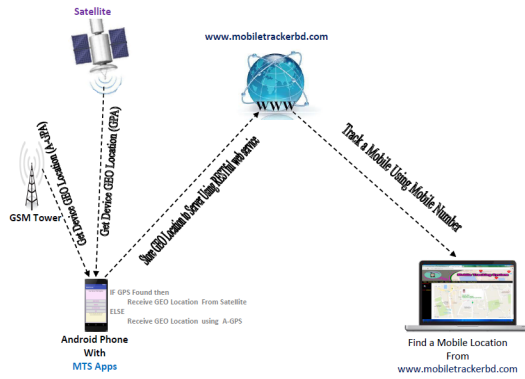 Satellite
www.mobiletrackerbd.com
WWW
Get Device GEO Location (A-GPA)
Get Device GEO Location (GPA)
Store GEO Location to Server Using RESTful web service
Track a Mobile Using Mobile Number
GSM Tower
IF GPS Found then
Receive GEO Location From Satellite
ELSE
Receive GEO Location using A-GPS
Android Phone
With
MTS Apps
Find a Mobile Location
From
www.mobiletrackerbd.com